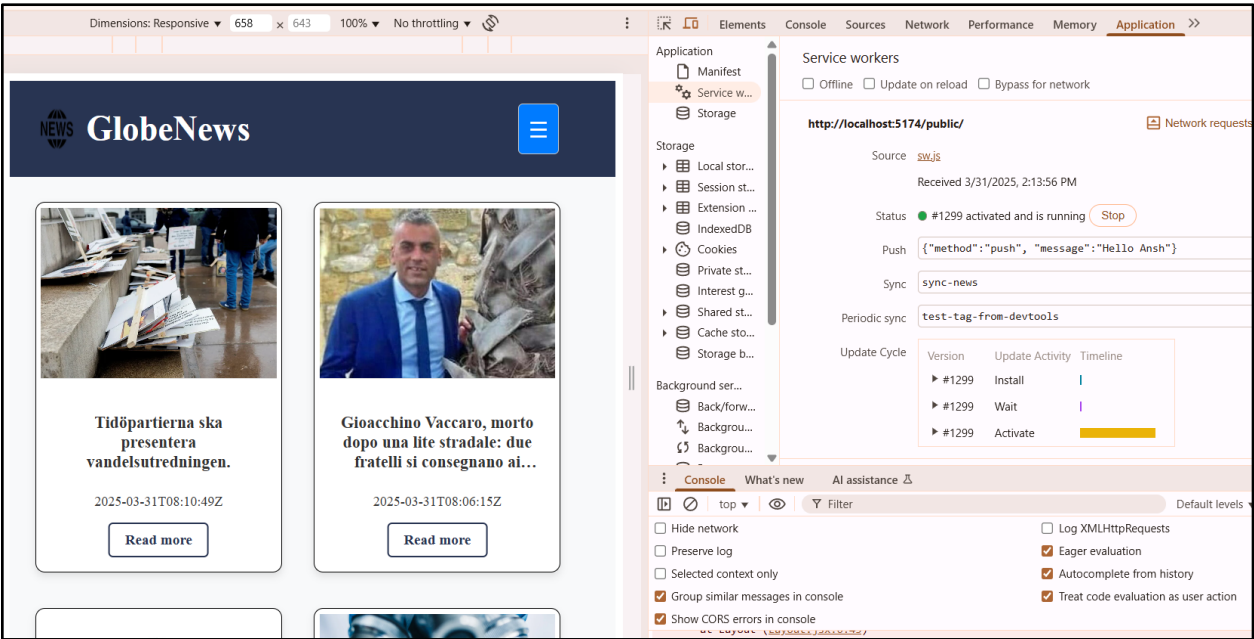 Dimensions: Responsive ▼ 658 × 643 100% ▼ No throttling ▼
Elements Console Sources Network Performance Memory Application
NEWS GlobeNews
Tidöpartierna ska
presentera
vandelsutredningen.
2025-03-31T08:10:49Z
Read more
Gioacchino Vaccaro, morto
dopo una lite stradale: due
fratelli si consegnano ai…
2025-03-31T08:06:15Z
Read more
Application
Manifest
Service w...
Storage
Storage
Local stor...
Session st...
Extension ...
IndexedDB
Cookies
Private st...
Interest g...
Shared st...
Cache sto...
Storage b...
Background ser...
Back/forw...
Backgrou...
Backgrou...
Service workers
Offline Update on reload Bypass for network
http://localhost:5174/public/ Network requests
Source sw.js
Received 3/31/2025, 2:13:56 PM
Status #1299 activated and is running Stop
Push {"method":"push", "message":"Hello Ansh"}
Sync sync-news
Periodic sync test-tag-from-devtools
Update Cycle Version Update Activity Timeline
#1299 Install
#1299 Wait
#1299 Activate
Console What's new AI assistance
top ▼ Filter Default levels
Hide network Log XMLHttpRequests
Preserve log Eager evaluation
Selected context only Autocomplete from history
Group similar messages in console Treat code evaluation as user action
Show CORS errors in console